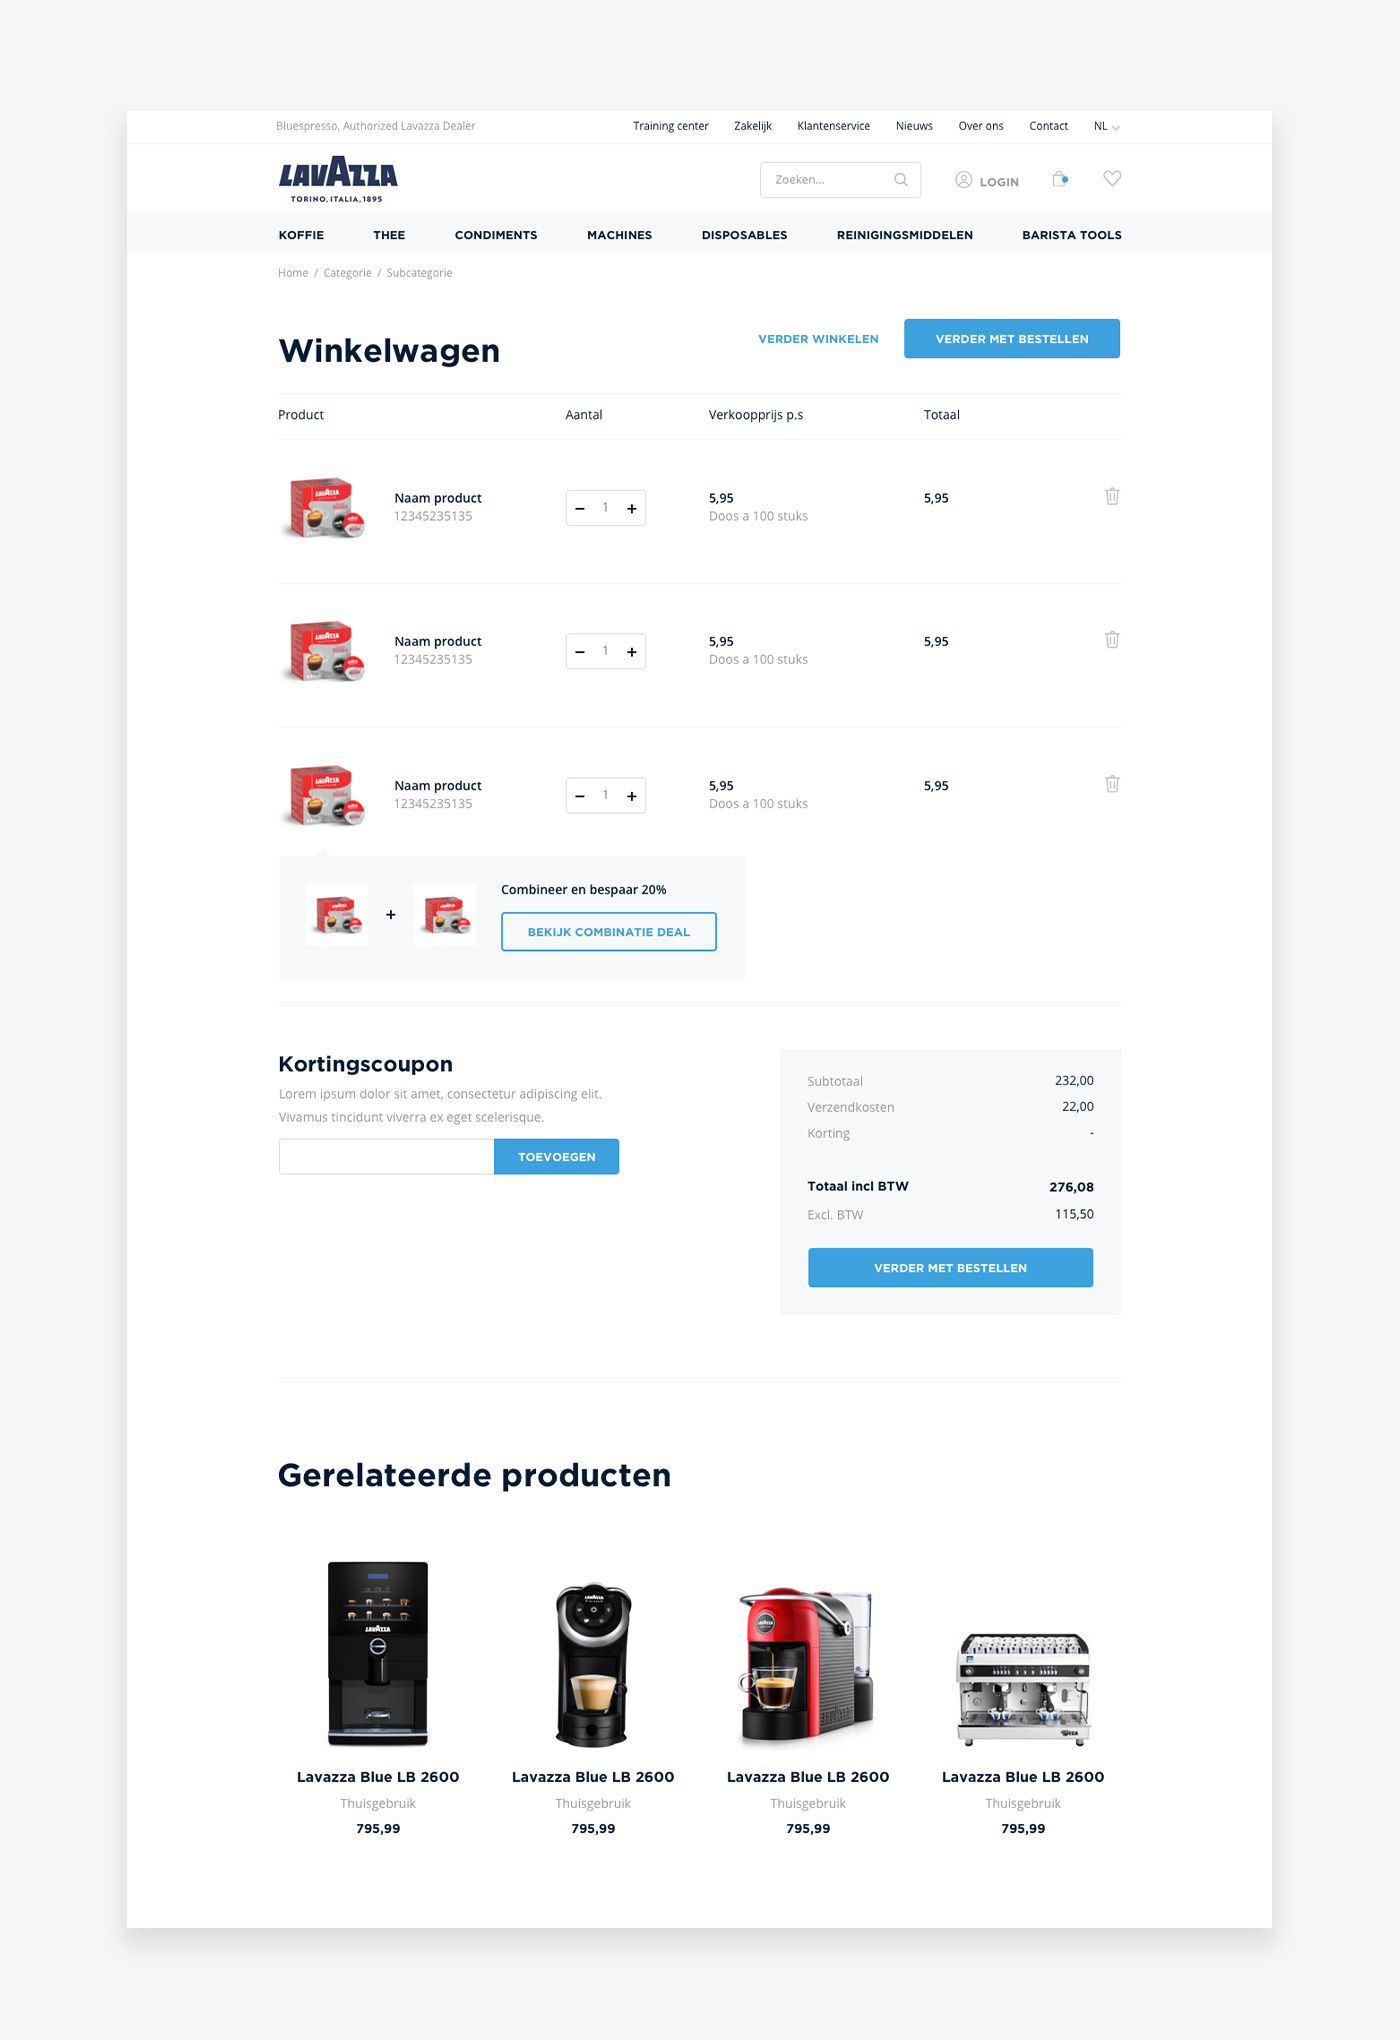 Bluespresso, Authorized Lavazza Dealer
Training center Zakelijk Klantenservice Nieuws Over ons Contact NL
LAVAZZA
TORINO, ITALIA, 1895
Zoeken...
LOGIN
KOFFIE THEE CONDIMENTS MACHINES DISPOSABLES REINIGINGSMIDDELEN BARISTA TOOLS
Home / Categorie / Subcategorie
Winkelwagen
VERDER WINKELEN
VERDER MET BESTELLEN
Product Aantal Verkoopprijs p.s Totaal
LAVAZZA
Naam product
12345235135
− 1 +
5,95
Doos a 100 stuks
5,95
LAVAZZA
Naam product
12345235135
− 1 +
5,95
Doos a 100 stuks
5,95
LAVAZZA
Naam product
12345235135
− 1 +
5,95
Doos a 100 stuks
5,95
+
Combineer en bespaar 20%
BEKIJK COMBINATIE DEAL
Kortingscoupon
Lorem ipsum dolor sit amet, consectetur adipiscing elit.
Vivamus tincidunt viverra ex eget scelerisque.
TOEVOEGEN
Subtotaal 232,00
Verzendkosten 22,00
Korting -
Totaal incl BTW 276,08
Excl. BTW 115,50
VERDER MET BESTELLEN
Gerelateerde producten
LAVAZZA
LAVAZZA
Lavazza Blue LB 2600
Thuisgebruik
795,99
Lavazza Blue LB 2600
Thuisgebruik
795,99
Lavazza Blue LB 2600
Thuisgebruik
795,99
Lavazza Blue LB 2600
Thuisgebruik
795,99